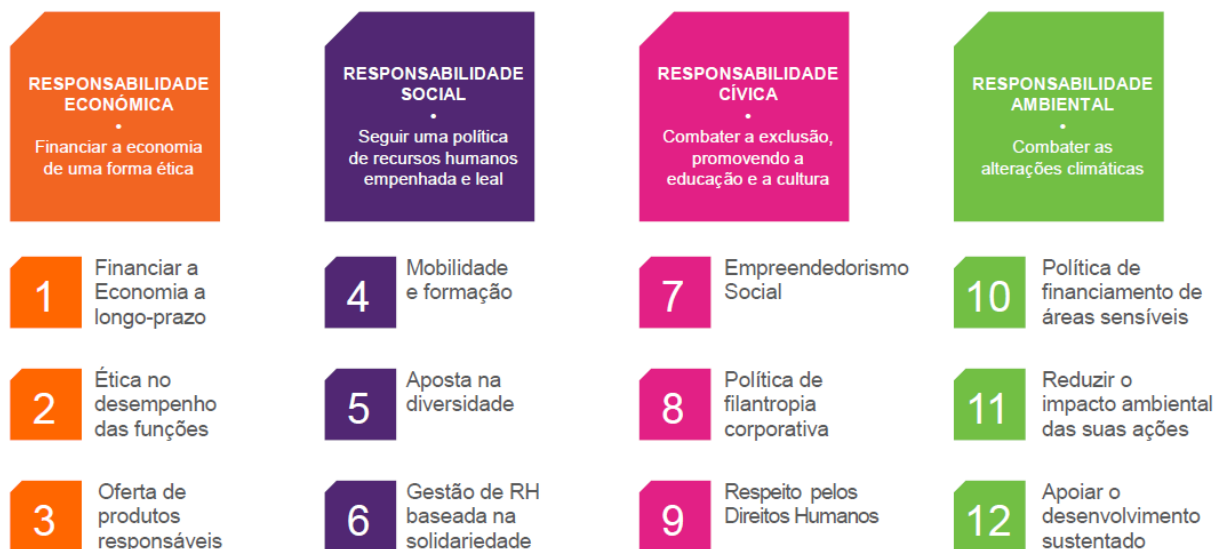 RESPONSABILIDADE
ECONÓMICA
•
Financiar a economia
de uma forma ética
1
Financiar a
Economia a
longo-prazo
2
Ética no
desempenho
das funções
3
Oferta de
produtos
responsáveis
RESPONSABILIDADE
SOCIAL
•
Seguir uma política
de recursos humanos
empenhada e leal
4
Mobilidade
e formação
5
Aposta na
diversidade
6
Gestão de RH
baseada na
solidariedade
RESPONSABILIDADE
CÍVICA
•
Combater a exclusão,
promovendo a
educação e a cultura
7
Empreendedorismo
Social
8
Política de
filantropia
corporativa
9
Respeito pelos
Direitos Humanos
RESPONSABILIDADE
AMBIENTAL
•
Combater as
alterações climáticas
10
Política de
financiamento de
áreas sensíveis
11
Reduzir o
impacto ambiental
das suas ações
12
Apoiar o
desenvolvimento
sustentado